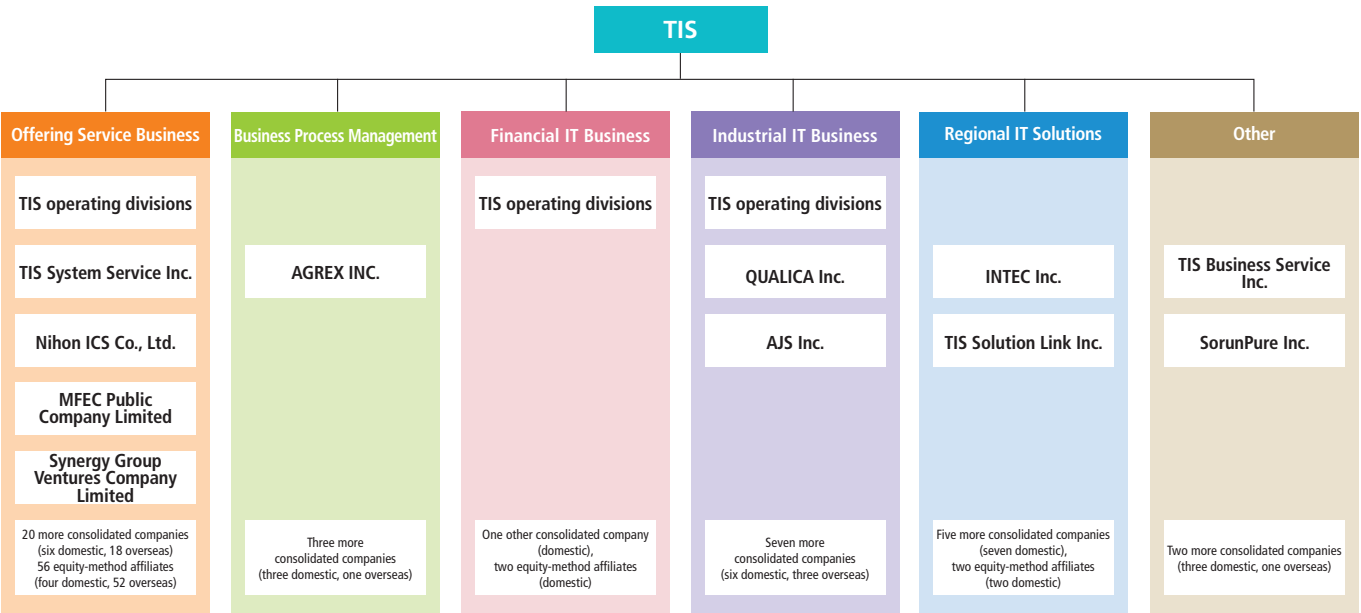 TIS
Offering Service Business
TIS operating divisions
TIS System Service Inc.
Nihon ICS Co., Ltd.
MFEC Public
Company Limited
Synergy Group
Ventures Company
Limited
20 more consolidated companies
(six domestic, 18 overseas)
56 equity-method affiliates
(four domestic, 52 overseas)
Business Process Management
AGREX INC.
Three more
consolidated companies
(three domestic, one overseas)
Financial IT Business
TIS operating divisions
One other consolidated company
(domestic),
two equity-method affiliates
(domestic)
Industrial IT Business
TIS operating divisions
QUALICA Inc.
AJS Inc.
Seven more
consolidated companies
(six domestic, three overseas)
Regional IT Solutions
INTEC Inc.
TIS Solution Link Inc.
Five more consolidated companies
(seven domestic),
two equity-method affiliates
(two domestic)
Other
TIS Business Service
Inc.
SorunPure Inc.
Two more consolidated companies
(three domestic, one overseas)